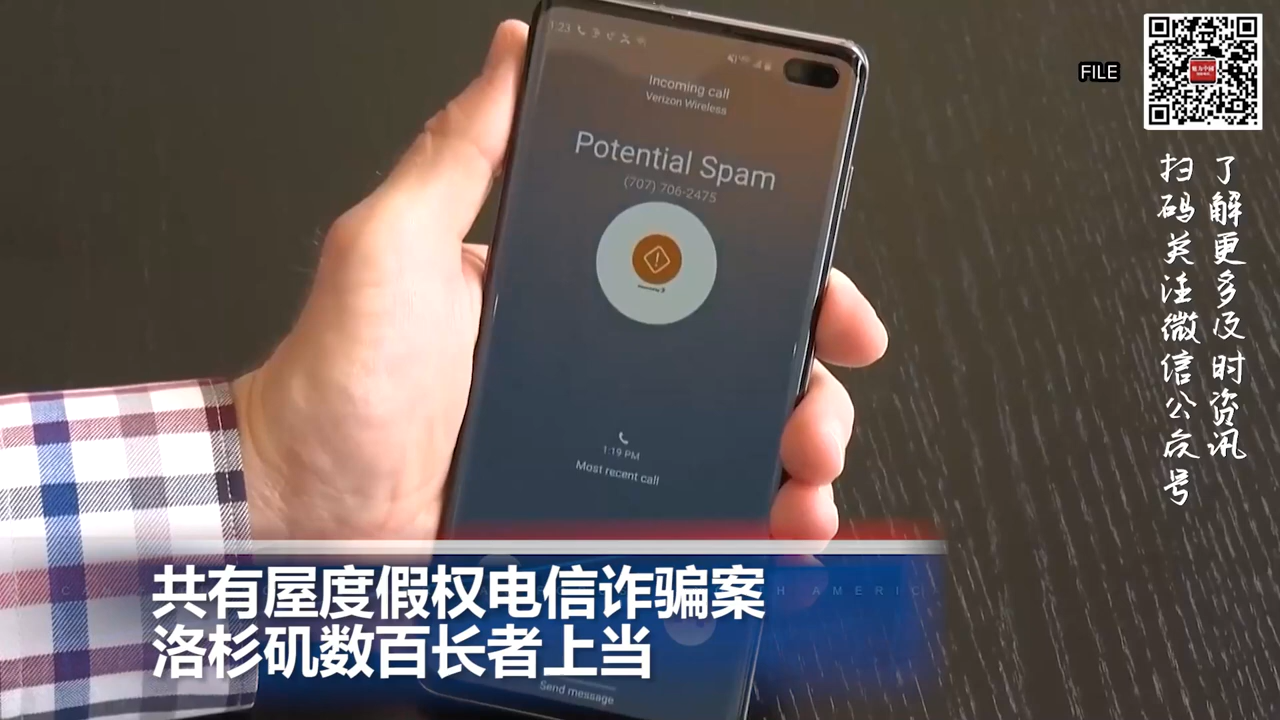 1:23
Incoming call
Verizon Wireless
Potential Spam
(707) 706-2475
1:19 PM
Most recent call
Send message
FILE
了解更多及时资讯
扫码关注微信公众号
共有屋度假权电信诈骗案
洛杉矶数百长者上当